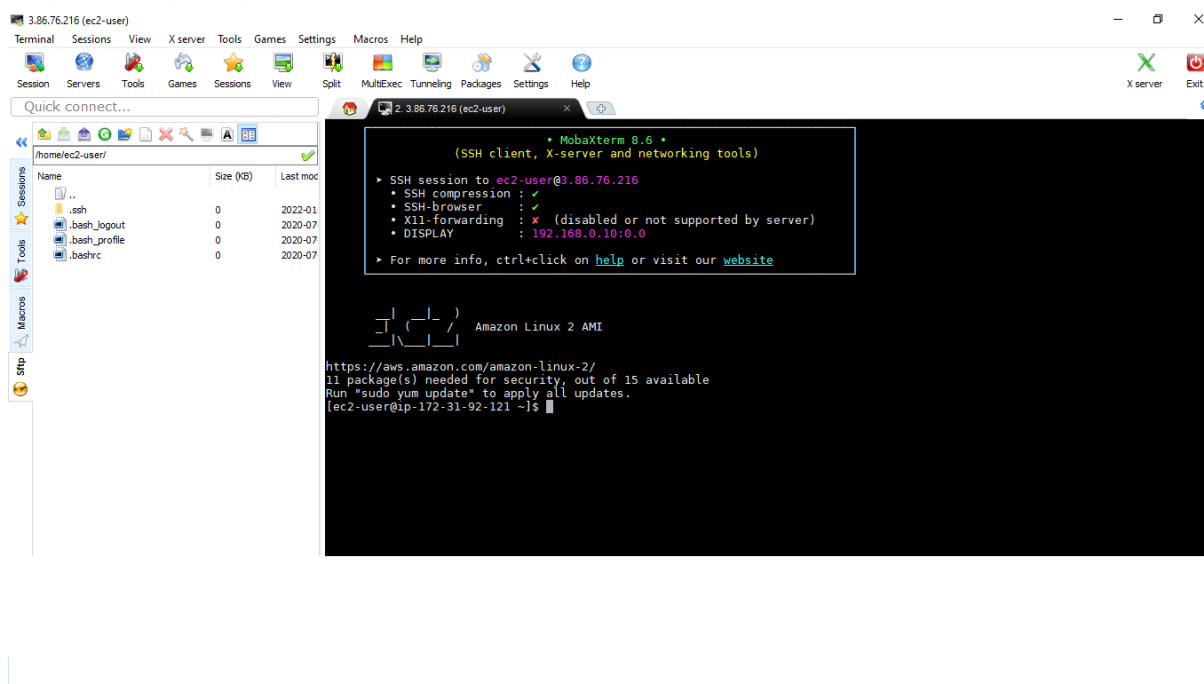 3.86.76.216 (ec2-user)
Terminal Sessions View X server Tools Games Settings Macros Help
Session Servers Tools Games Sessions View Split MultiExec Tunneling Packages Settings Help X server Exit
Quick connect...
2. 3.86.76.216 (ec2-user)
/home/ec2-user/
Name Size (KB) Last mod
..
.ssh 0 2022-01
.bash_logout 0 2020-07
.bash_profile 0 2020-07
.bashrc 0 2020-07
Sessions
Tools
Macros
Sftp
• MobaXterm 8.6 •
(SSH client, X-server and networking tools)
➤ SSH session to ec2-user@3.86.76.216
• SSH compression : ✔
• SSH-browser : ✔
• X11-forwarding : ✘ (disabled or not supported by server)
• DISPLAY : 192.168.0.10:0.0
➤ For more info, ctrl+click on help or visit our website
__| __|_ )
_| ( / Amazon Linux 2 AMI
___|\___|___|
https://aws.amazon.com/amazon-linux-2/
11 package(s) needed for security, out of 15 available
Run "sudo yum update" to apply all updates.
[ec2-user@ip-172-31-92-121 ~]$